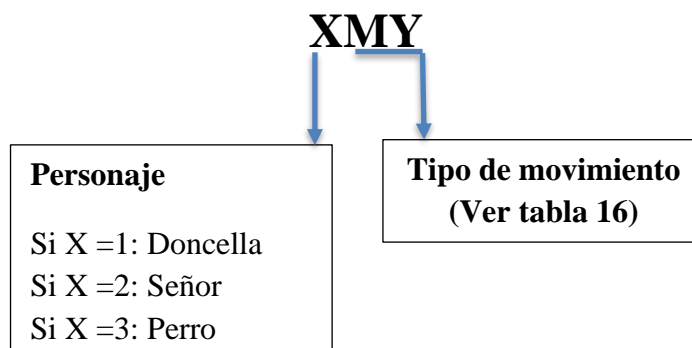 XMY
Personaje
Si X =1: Doncella
Si X =2: Señor
Si X =3: Perro
Tipo de movimiento
(Ver tabla 16)